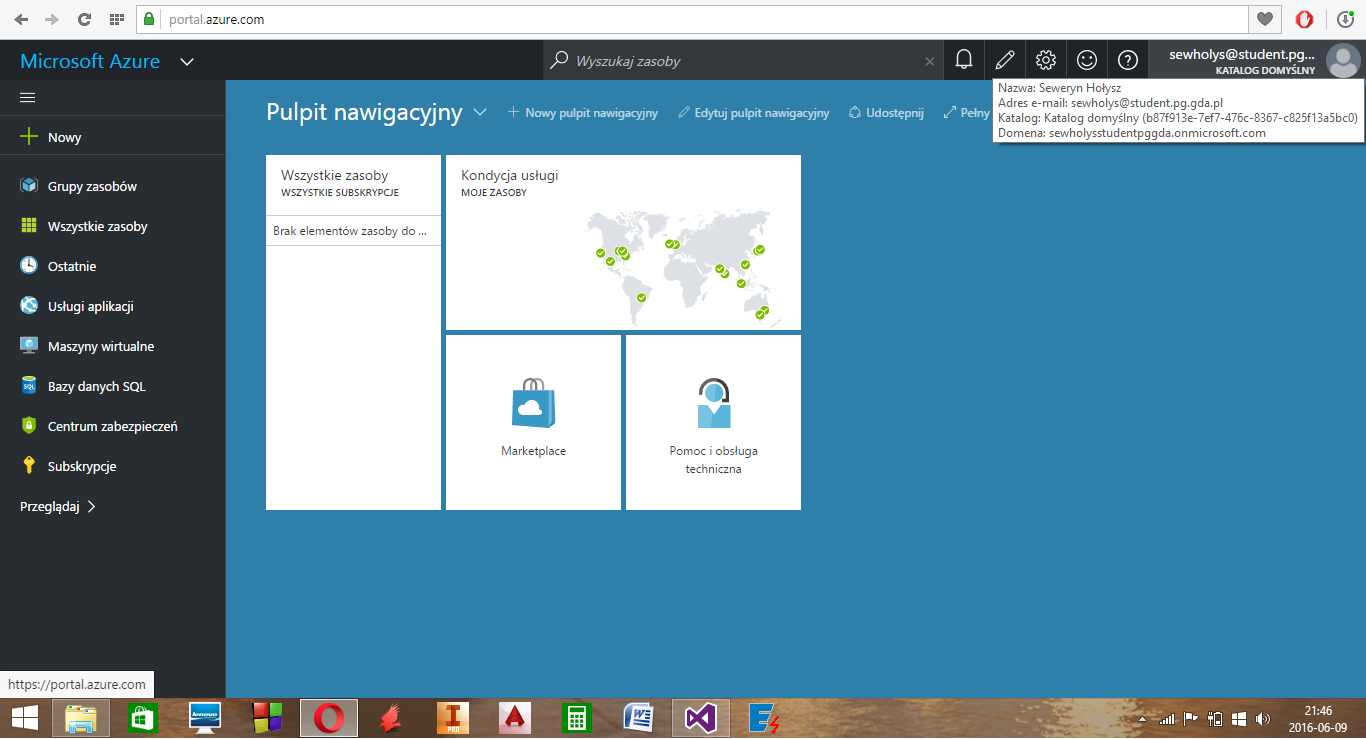 portal.azure.com
Microsoft Azure
Wyszukaj zasoby
sewholys@student.pg...
KATALOG DOMYŚLNY
Nazwa: Seweryn Hołysz
Adres e-mail: sewholys@student.pg.gda.pl
Katalog: Katalog domyślny (b87f913e-7ef7-476c-8367-c825f13a5bc0)
Domena: sewholysstudentpggda.onmicrosoft.com
Pulpit nawigacyjny
Nowy pulpit nawigacyjny
Edytuj pulpit nawigacyjny
Udostępnij
Pełny
Nowy
Grupy zasobów
Wszystkie zasoby
Ostatnie
Usługi aplikacji
Maszyny wirtualne
SQL
Bazy danych SQL
Centrum zabezpieczeń
Subskrypcje
Przeglądaj
Wszystkie zasoby
WSZYSTKIE SUBSKRYPCJE
Brak elementów zasoby do ...
Kondycja usługi
MOJE ZASOBY
Marketplace
Pomoc i obsługa
techniczna
https://portal.azure.com
lenovo
PRO
21:46
2016-06-09